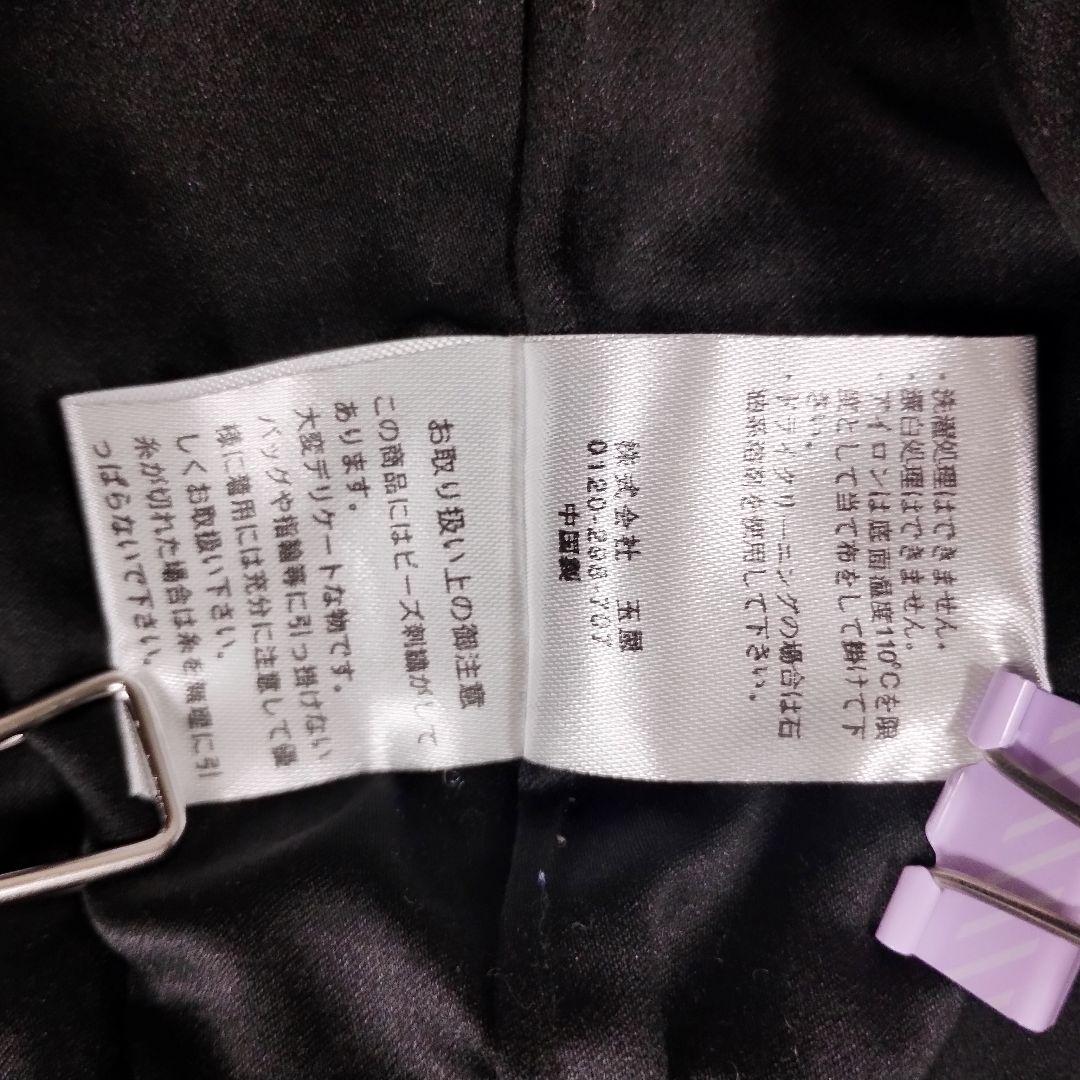 ・洗濯処理はできません。
・漂白処理はできません。
・アイロンは底面温度110℃を限
度として当て布をして掛けて下
さい。
・ドライクリーニングの場合は石
油系溶剤を使用して下さい。
株式会社 玉屋
中国製
お取り扱い上の御注意
この商品にはビーズ刺繍がして
あります。
大変デリケートな物です。
バッグや指輪等に引っ掛けない
様に着用には充分に注意して優
しくお取扱い下さい。
糸が切れた場合は糸を無理に引
っぱらないで下さい。